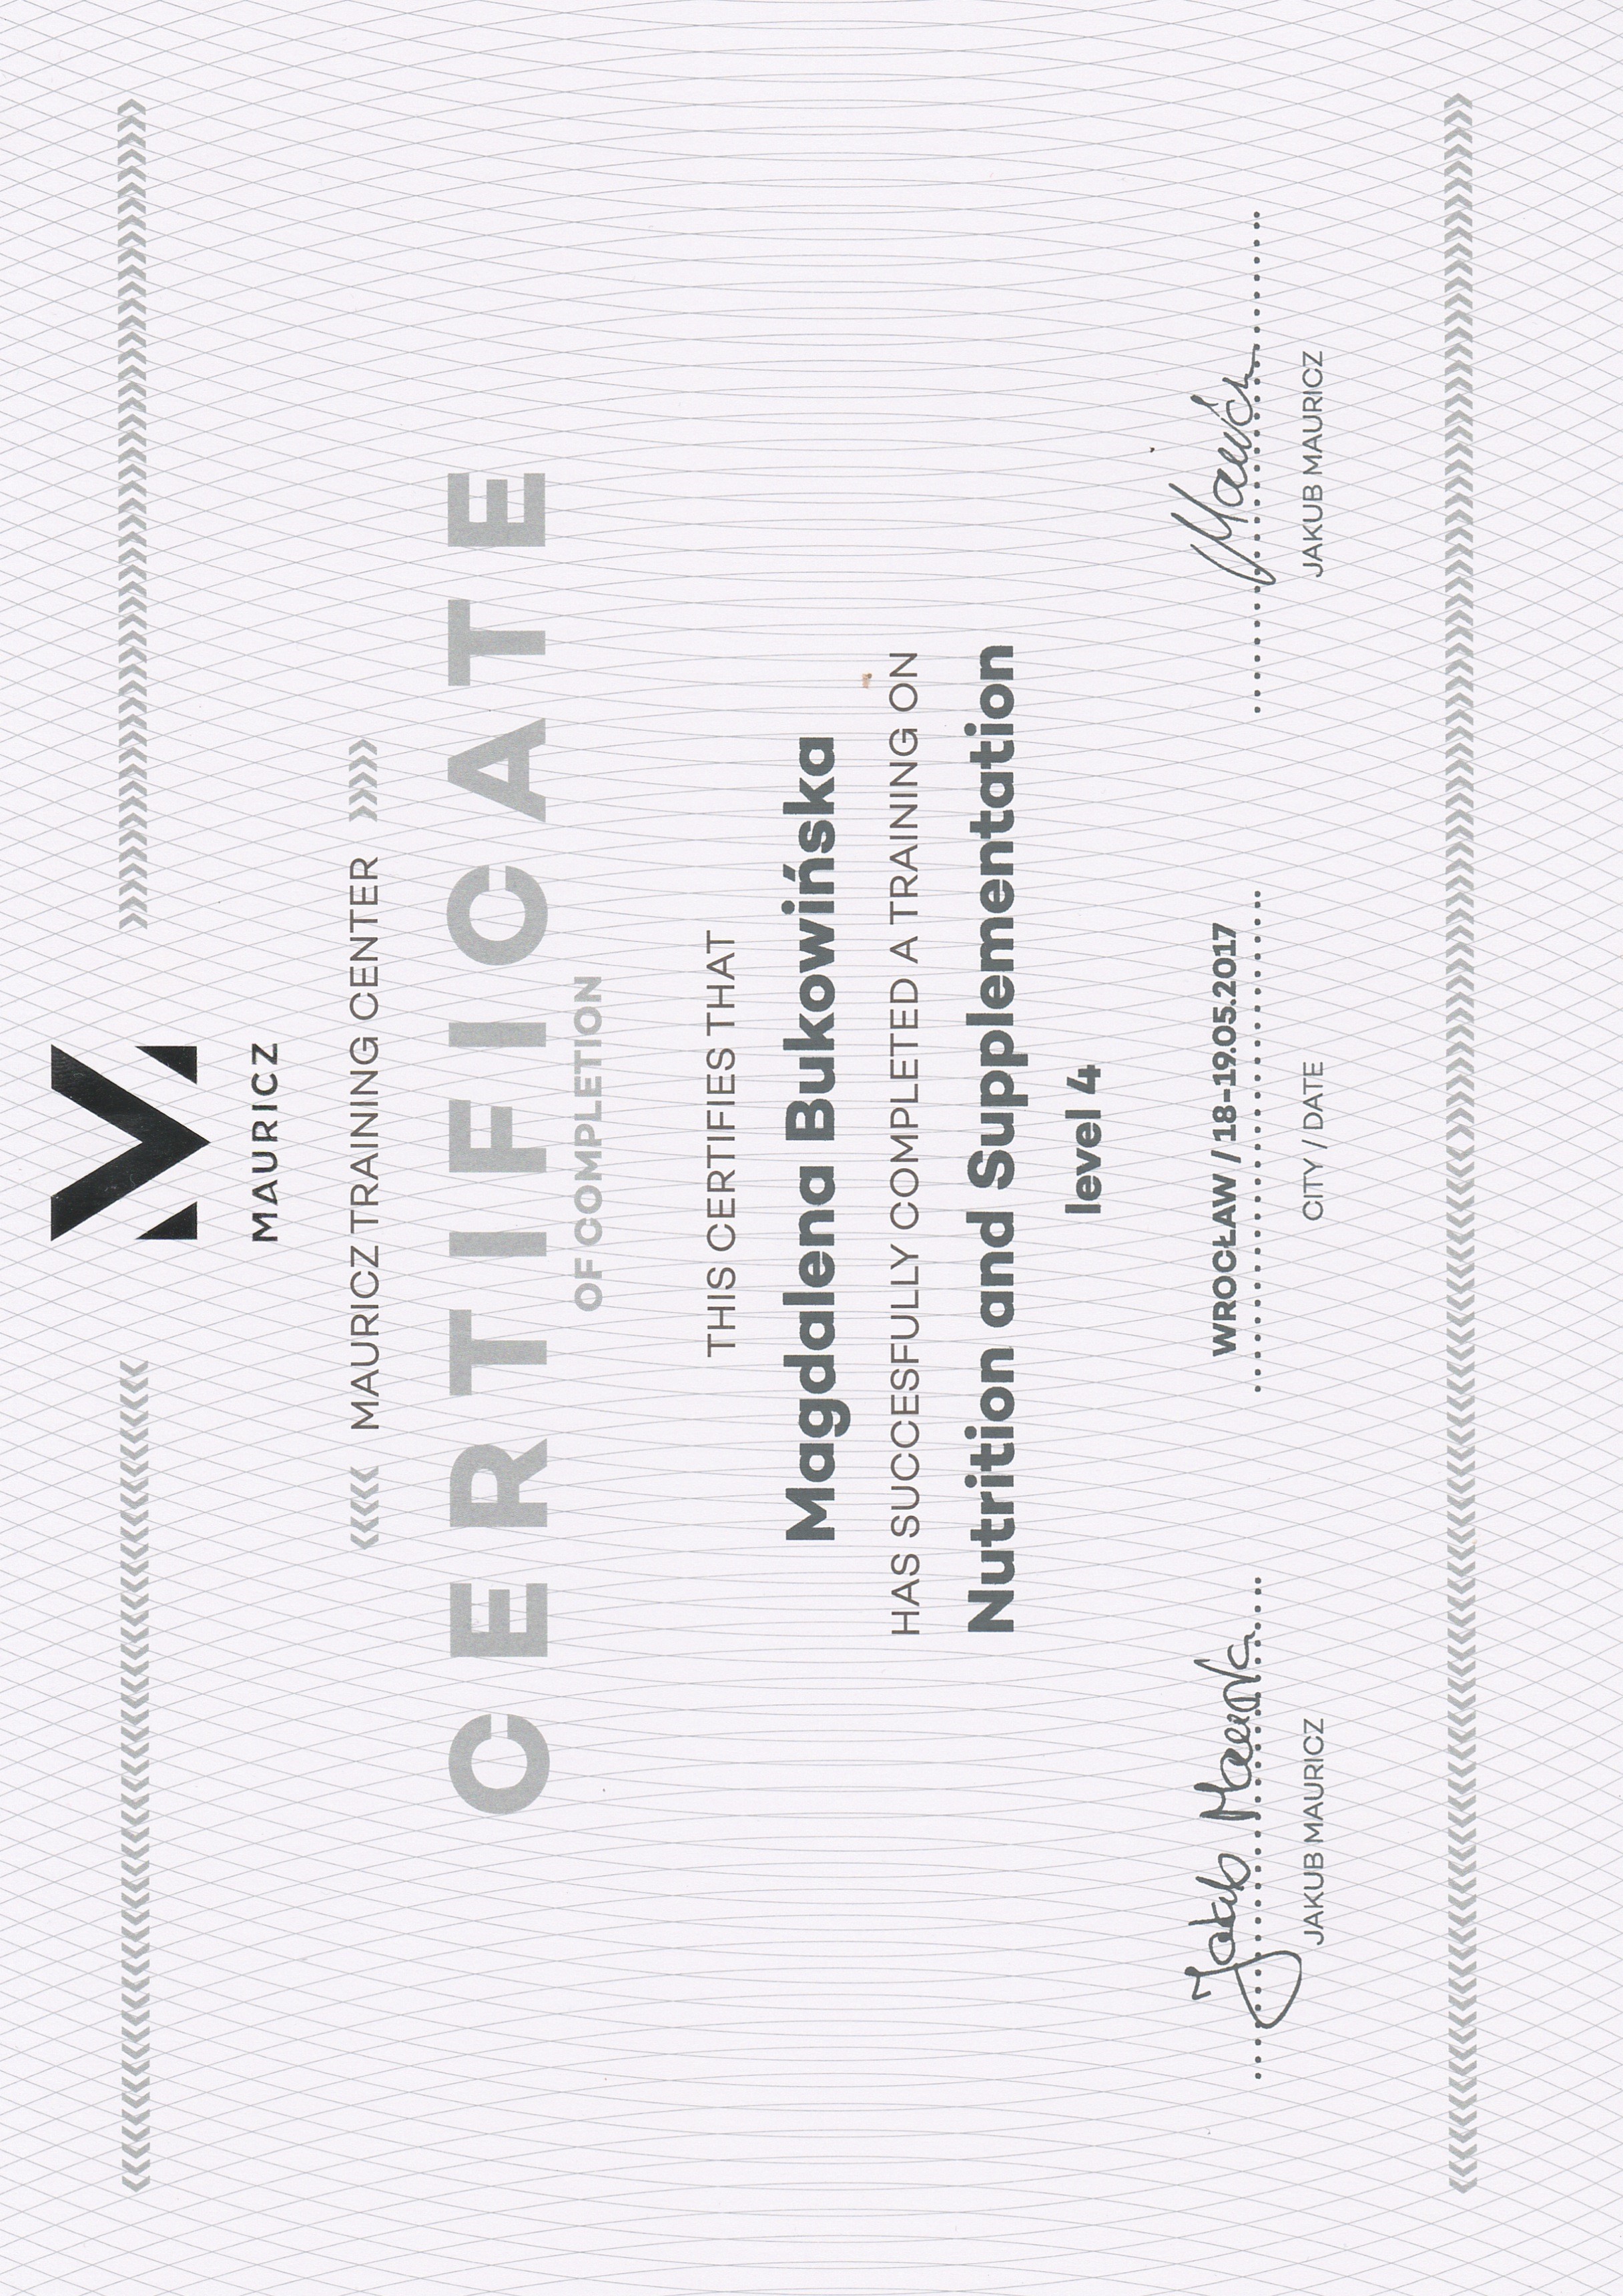 MAURICZ
MAURICZ TRAINING CENTER
CERTIFICATE
OF COMPLETION
THIS CERTIFIES THAT
Magdalena Bukowińska
HAS SUCCESFULLY COMPLETED A TRAINING ON
Nutrition and Supplementation
level 4
Jakub Mauricz
WROCŁAW / 18-19.05.2017
Mauricz
JAKUB MAURICZ
CITY / DATE
JAKUB MAURICZ